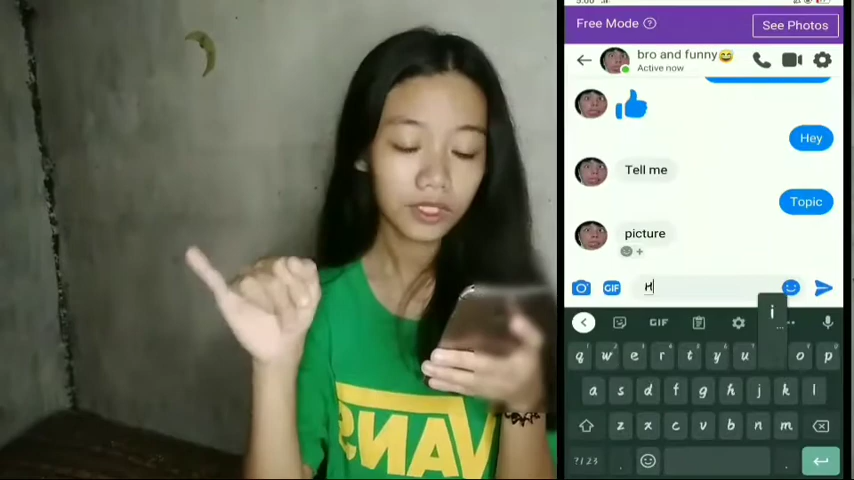 Free Mode
See Photos
bro and funny😅
Active now
Hey
Tell me
Topic
picture
GIF
H
i
GIF
q w e r t y u o p
a s d f g h j k l
z x c v b n m
?123 , .
VANS